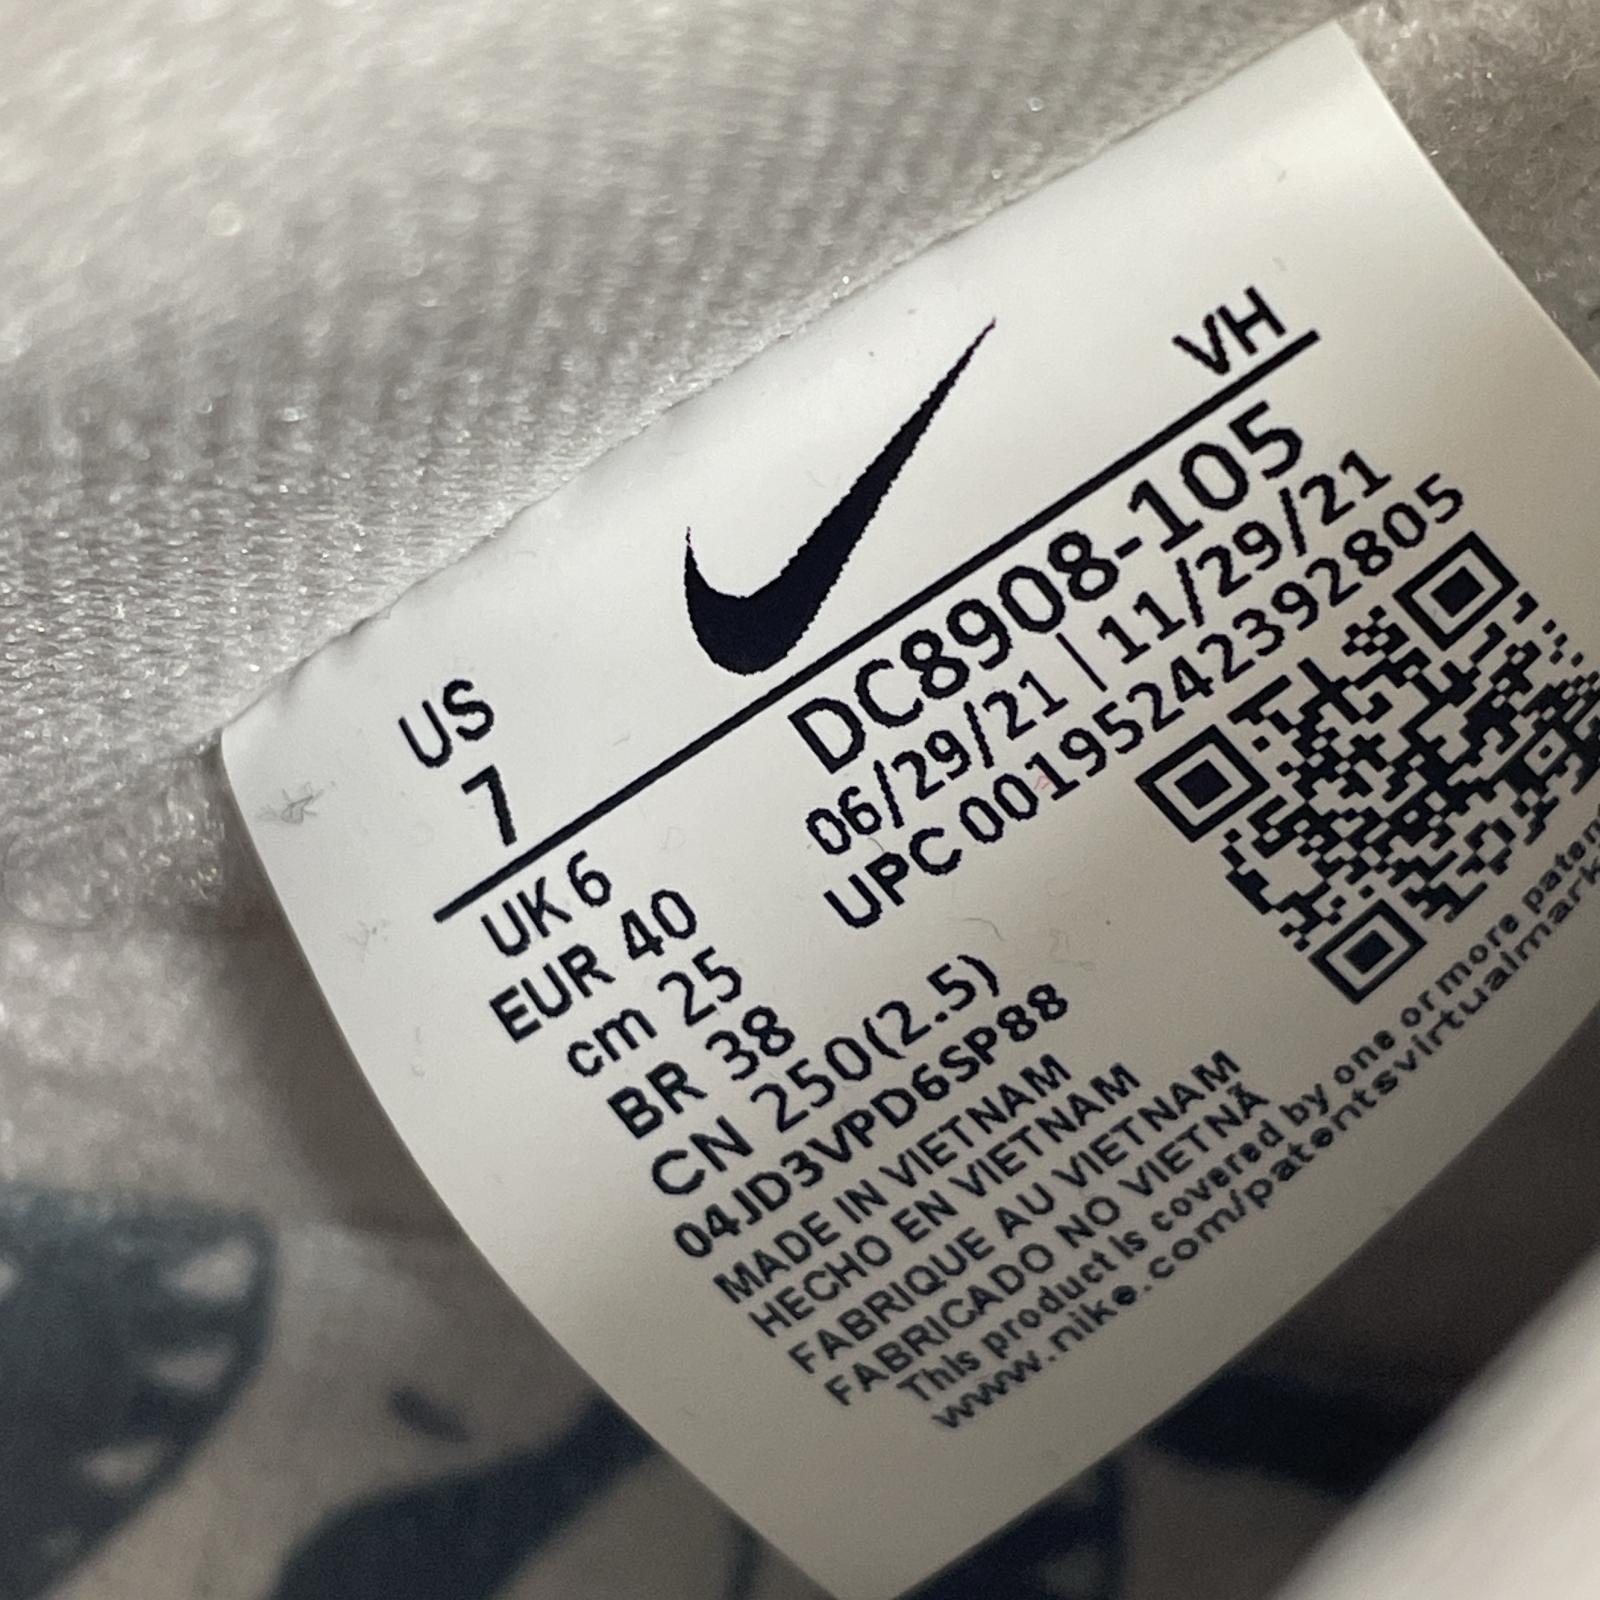 VH
US
7
DC8908-105
06/29/21 | 11/29/21
UPC 00195242392805
UK 6
EUR 40
cm 25
BR 38
CN 250(2.5)
04JD3VPD6SP88
MADE IN VIETNAM
HECHO EN VIETNAM
FABRIQUE AU VIETNAM
FABRICADO NO VIETNÃ
This product is covered by one or more
www.nike.com/patentsvirtualmark